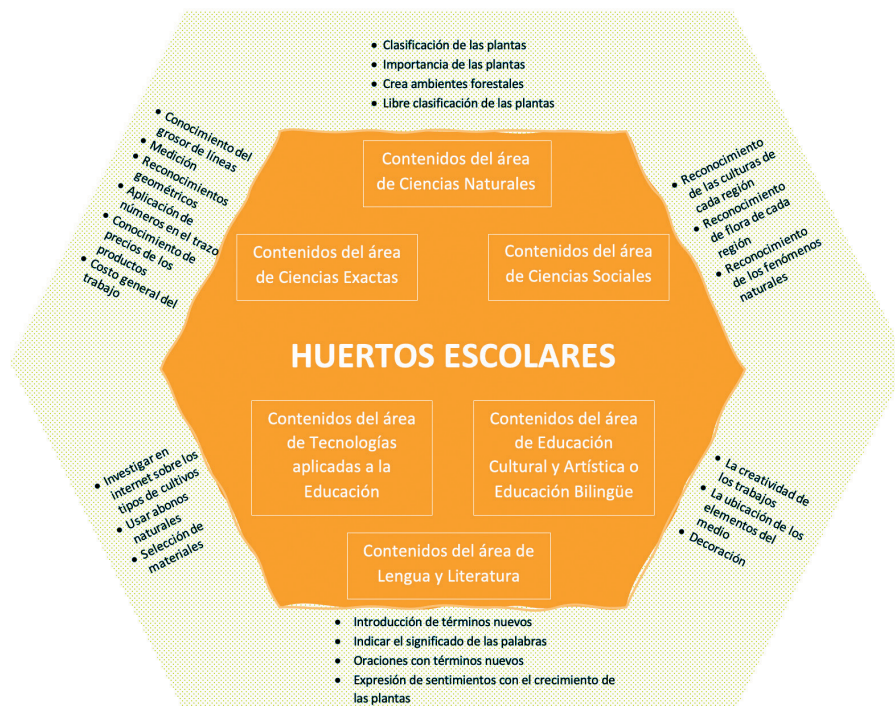 • Clasificación de las plantas
• Importancia de las plantas
• Crea ambientes forestales
• Libre clasificación de las plantas
• Conocimiento del
grosor de líneas
• Medición
• Reconocimientos
geométricos
• Aplicación de
números en el trazo
• Conocimiento de
precios de los
productos
• Costo general del
trabajo
Contenidos del área
de Ciencias Naturales
• Reconocimiento
de las culturas de
cada región
• Reconocimiento
de flora de cada
región
• Reconocimiento
de los fenómenos
naturales
Contenidos del área
de Ciencias Exactas
Contenidos del área
de Ciencias Sociales
HUERTOS ESCOLARES
Contenidos del área
de Tecnologías
aplicadas a la
Educación
Contenidos del área
de Educación
Cultural y Artística o
Educación Bilingüe
• Investigar en
internet sobre los
tipos de cultivos
• Usar abonos
naturales
• Selección de
materiales
• La creatividad de
los trabajos
• La ubicación de los
elementos del
medio
• Decoración
Contenidos del área de
Lengua y Literatura
• Introducción de términos nuevos
• Indicar el significado de las palabras
• Oraciones con términos nuevos
• Expresión de sentimientos con el crecimiento de
las plantas